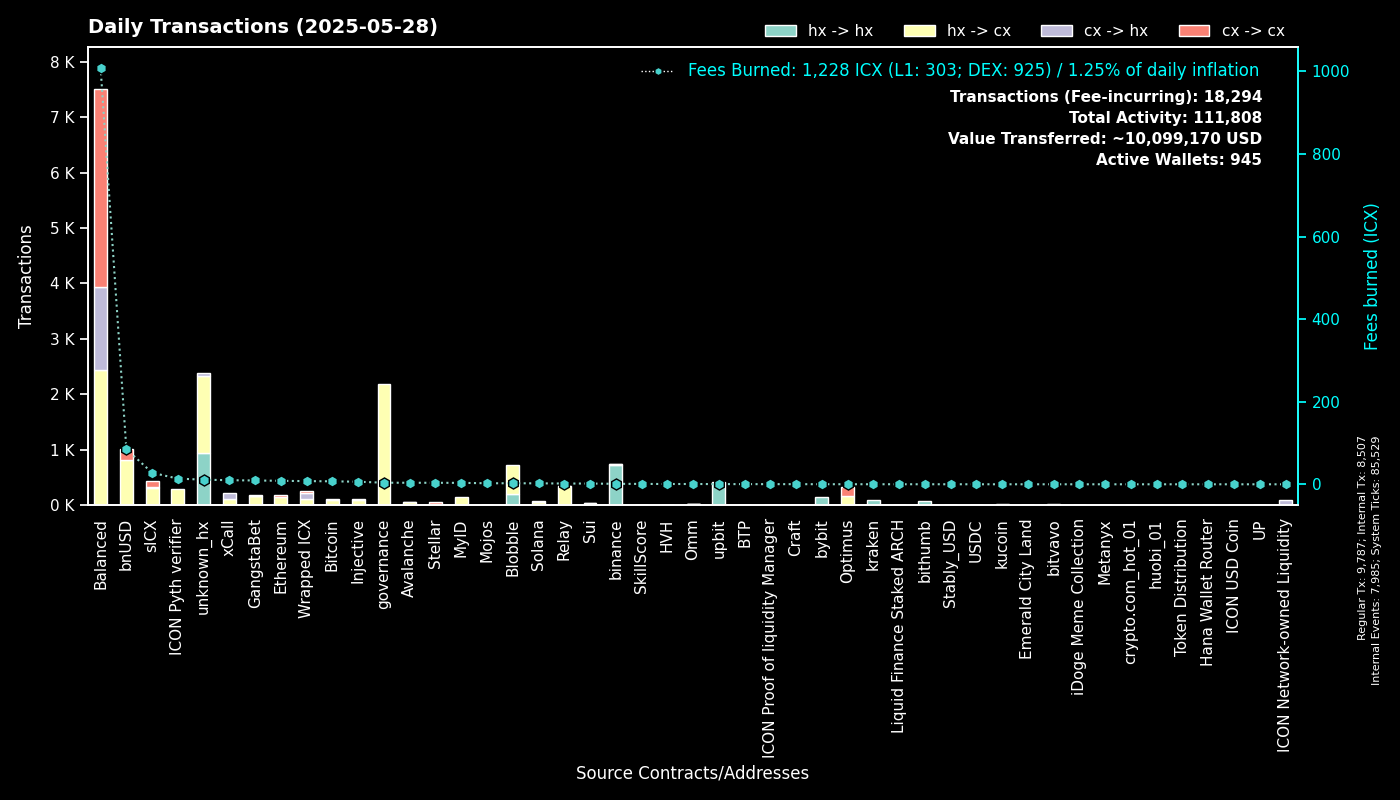 Daily Transactions (2025-05-28)
hx -> hx
hx -> cx
cx -> hx
cx -> cx
Fees Burned: 1,228 ICX (L1: 303; DEX: 925) / 1.25% of daily inflation
Transactions (Fee-incurring): 18,294
Total Activity: 111,808
Value Transferred: ~10,099,170 USD
Active Wallets: 945
Transactions
8 K
7 K
6 K
5 K
4 K
3 K
2 K
1 K
0 K
1000
800
600
400
200
0
Fees burned (ICX)
Regular Tx: 9,787; Internal Tx: 8,507
Internal Events: 7,985; System Ticks: 85,529
Balanced
bnUSD
sICX
ICON Pyth verifier
unknown_hx
xCall
GangstaBet
Ethereum
Wrapped ICX
Bitcoin
Injective
governance
Avalanche
Stellar
MyID
Mojos
Blobble
Solana
Relay
Sui
binance
SkillScore
HVH
Omm
upbit
BTP
ICON Proof of liquidity Manager
Craft
bybit
Optimus
kraken
Liquid Finance Staked ARCH
bithumb
Stably_USD
USDC
kucoin
Emerald City Land
bitvavo
iDoge Meme Collection
Metanyx
crypto.com_hot_01
huobi_01
Token Distribution
Hana Wallet Router
ICON USD Coin
UP
ICON Network-owned Liquidity
Source Contracts/Addresses